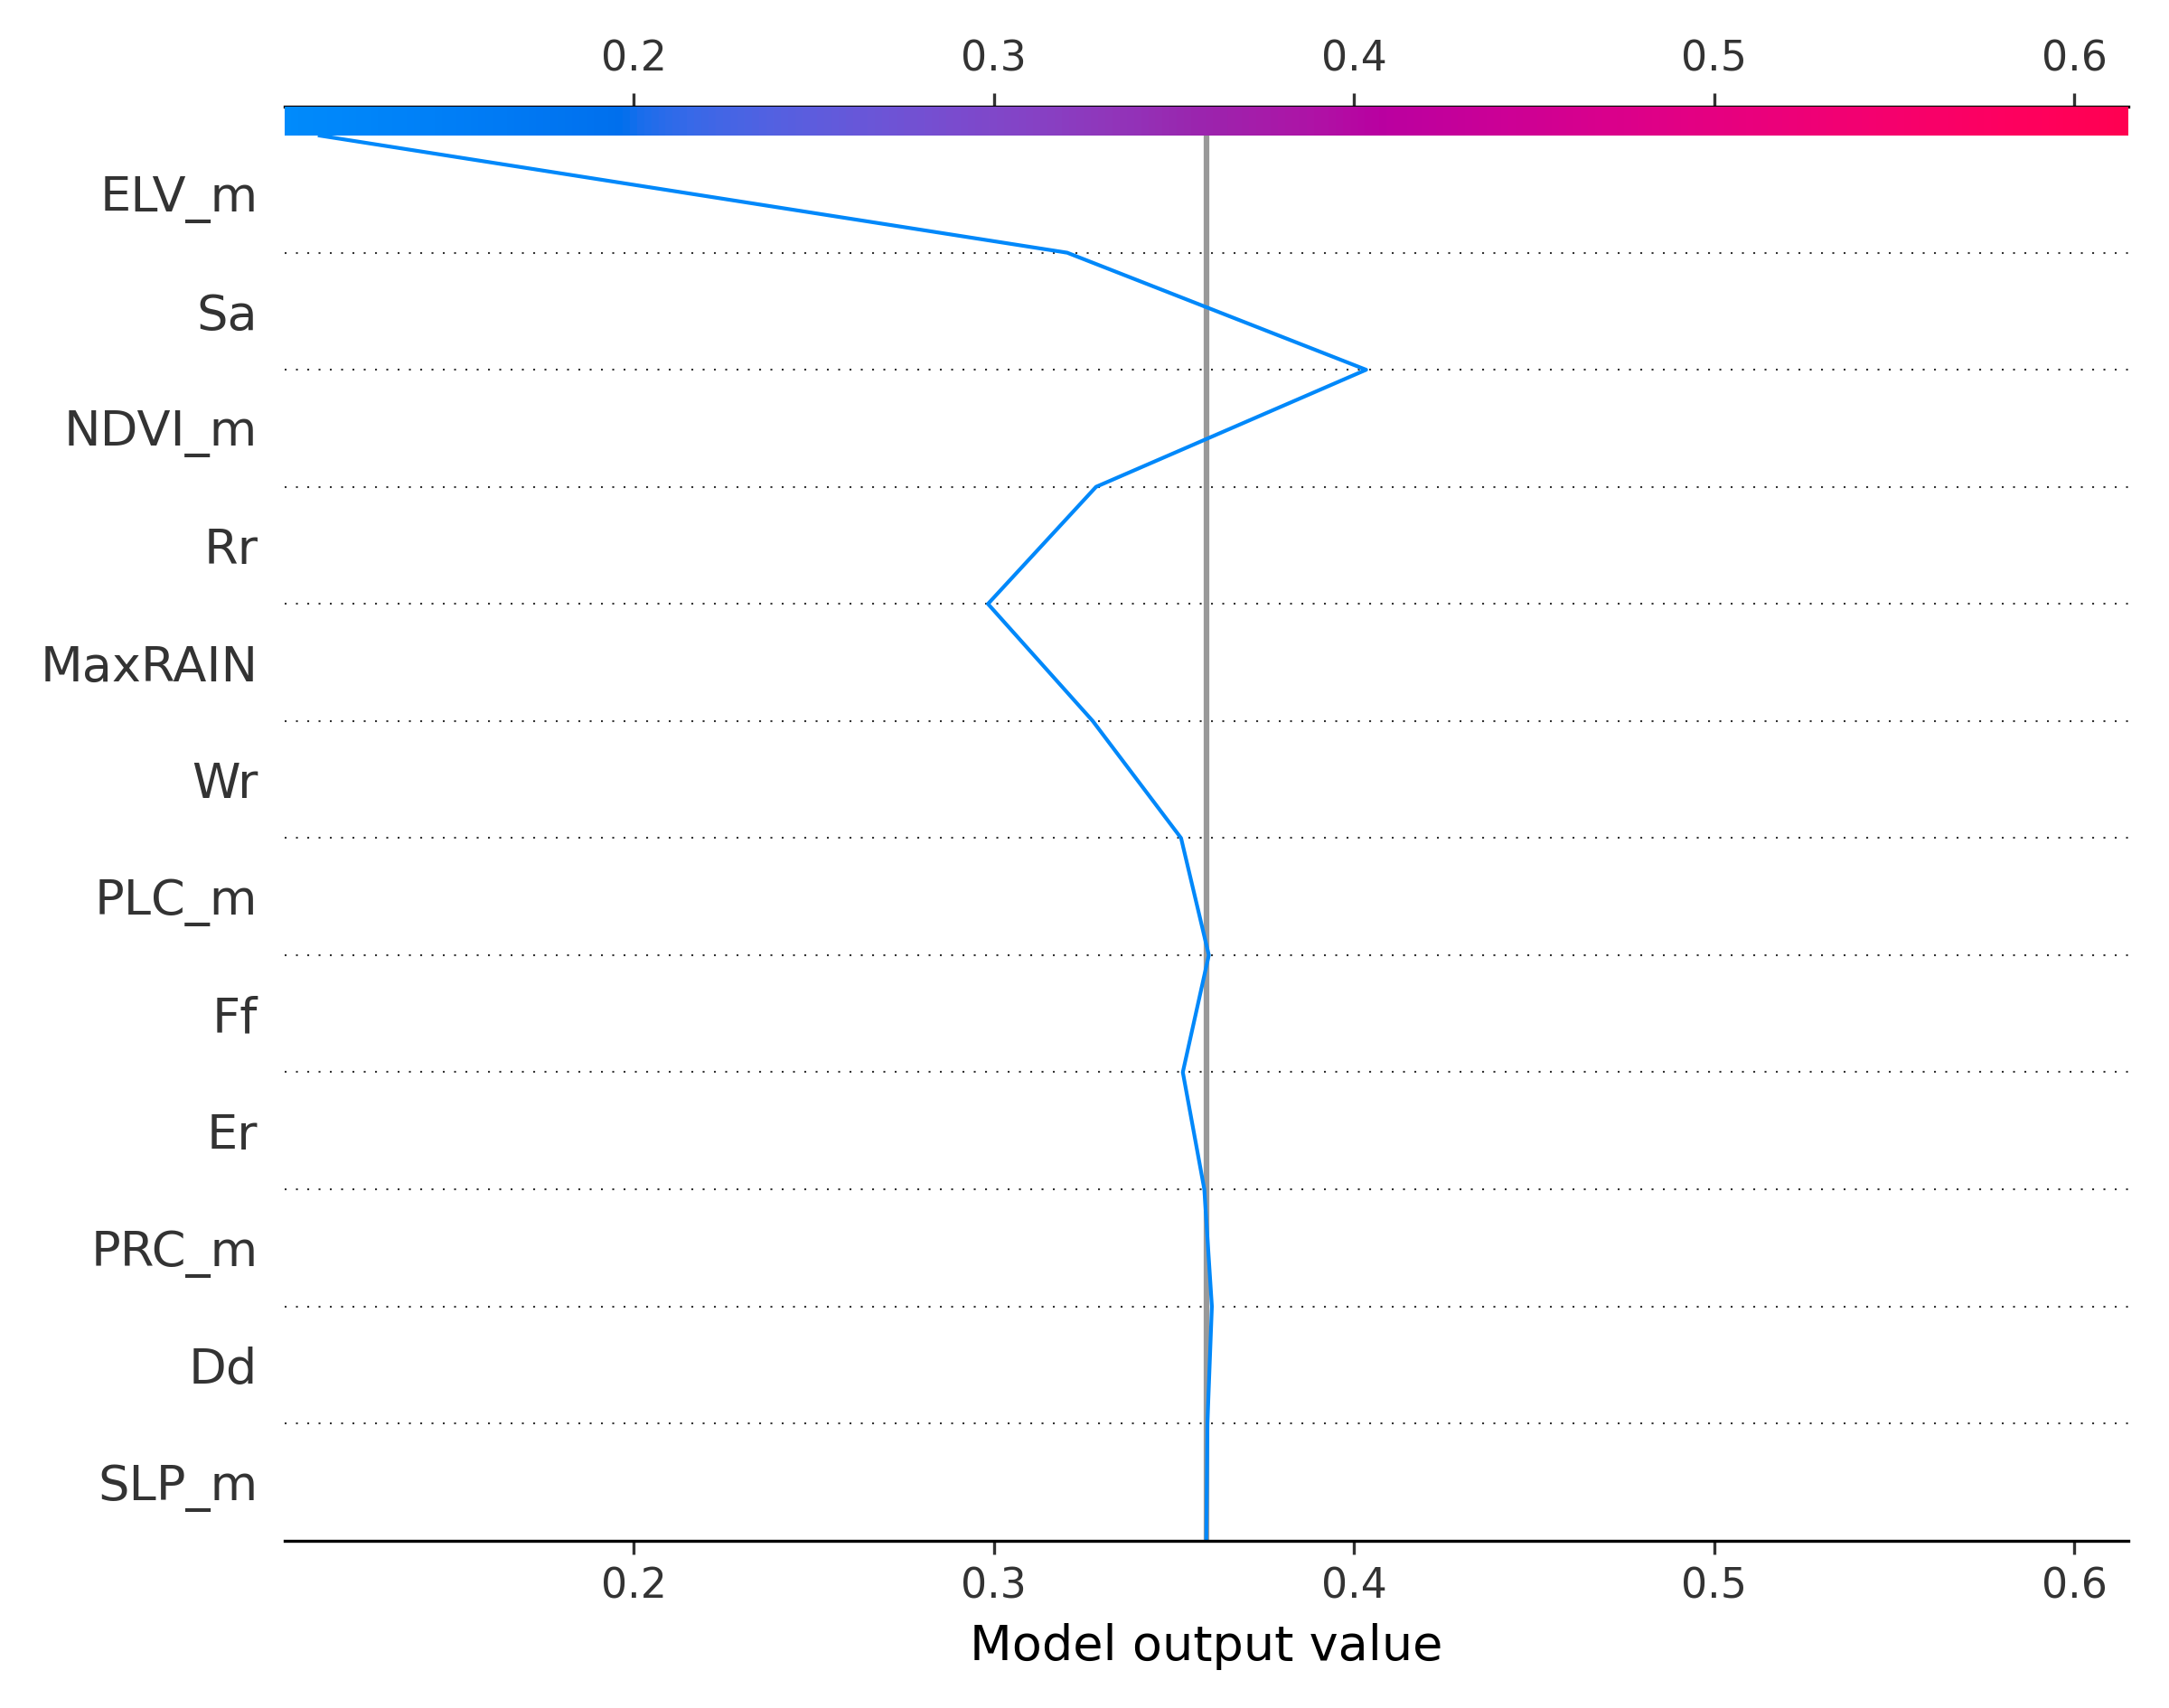 0.2 0.3 0.4 0.5 0.6
ELV_m
Sa
NDVI_m
Rr
MaxRAIN
Wr
PLC_m
Ff
Er
PRC_m
Dd
SLP_m
0.2 0.3 0.4 0.5 0.6
Model output value